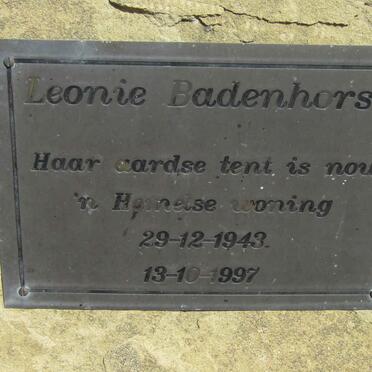 Leonie Badenhors
Haar aardse tent is nou
'n Hemelse woning
29-12-1943
13-10-1997